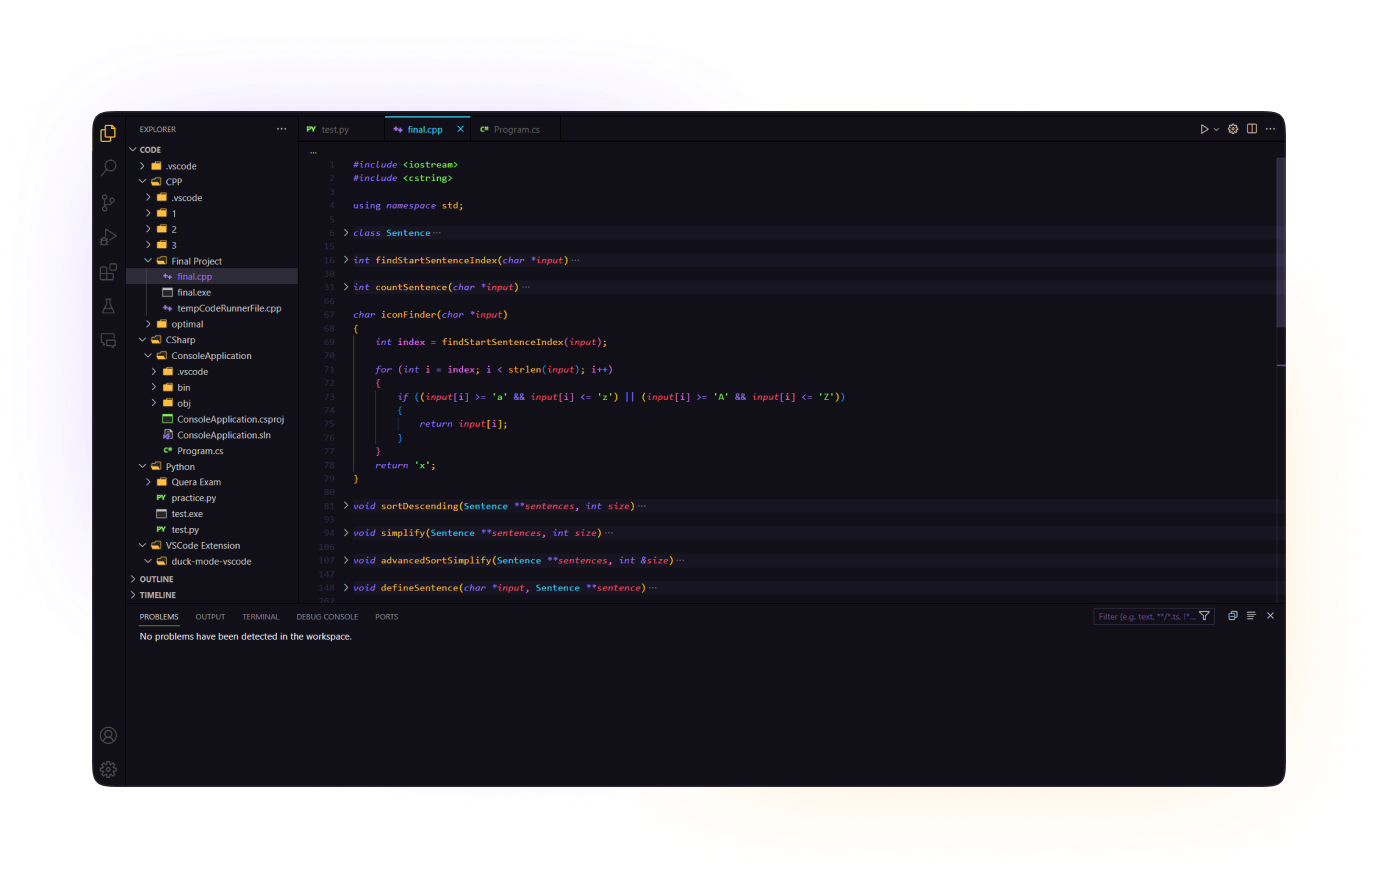 EXPLORER
CODE
.vscode
CPP
.vscode
1
2
3
Final Project
final.cpp
final.exe
tempCodeRunnerFile.cpp
optimal
CSharp
ConsoleApplication
.vscode
bin
obj
ConsoleApplication.csproj
ConsoleApplication.sln
C# Program.cs
Python
Quera Exam
PY practice.py
test.exe
PY test.py
VSCode Extension
duck-mode-vscode
OUTLINE
TIMELINE
PY test.py
final.cpp
C# Program.cs
...
1 #include <iostream>
2 #include <cstring>
3
4 using namespace std;
5
6 class Sentence ...
15
16 int findStartSentenceIndex(char *input) ...
30
31 int countSentence(char *input) ...
66
67 char iconFinder(char *input)
68 {
69 int index = findStartSentenceIndex(input);
70
71 for (int i = index; i < strlen(input); i++)
72 {
73 if ((input[i] >= 'a' && input[i] <= 'z') || (input[i] >= 'A' && input[i] <= 'Z'))
74 {
75 return input[i];
76 }
77 }
78 return 'x';
79 }
80
81 void sortDescending(Sentence **sentences, int size) ...
93
94 void simplify(Sentence **sentences, int size) ...
106
107 void advancedSortSimplify(Sentence **sentences, int &size) ...
147
148 void defineSentence(char *input, Sentence **sentence) ...
PROBLEMS OUTPUT TERMINAL DEBUG CONSOLE PORTS
Filter (e.g. text, **/*.ts, !*...
No problems have been detected in the workspace.